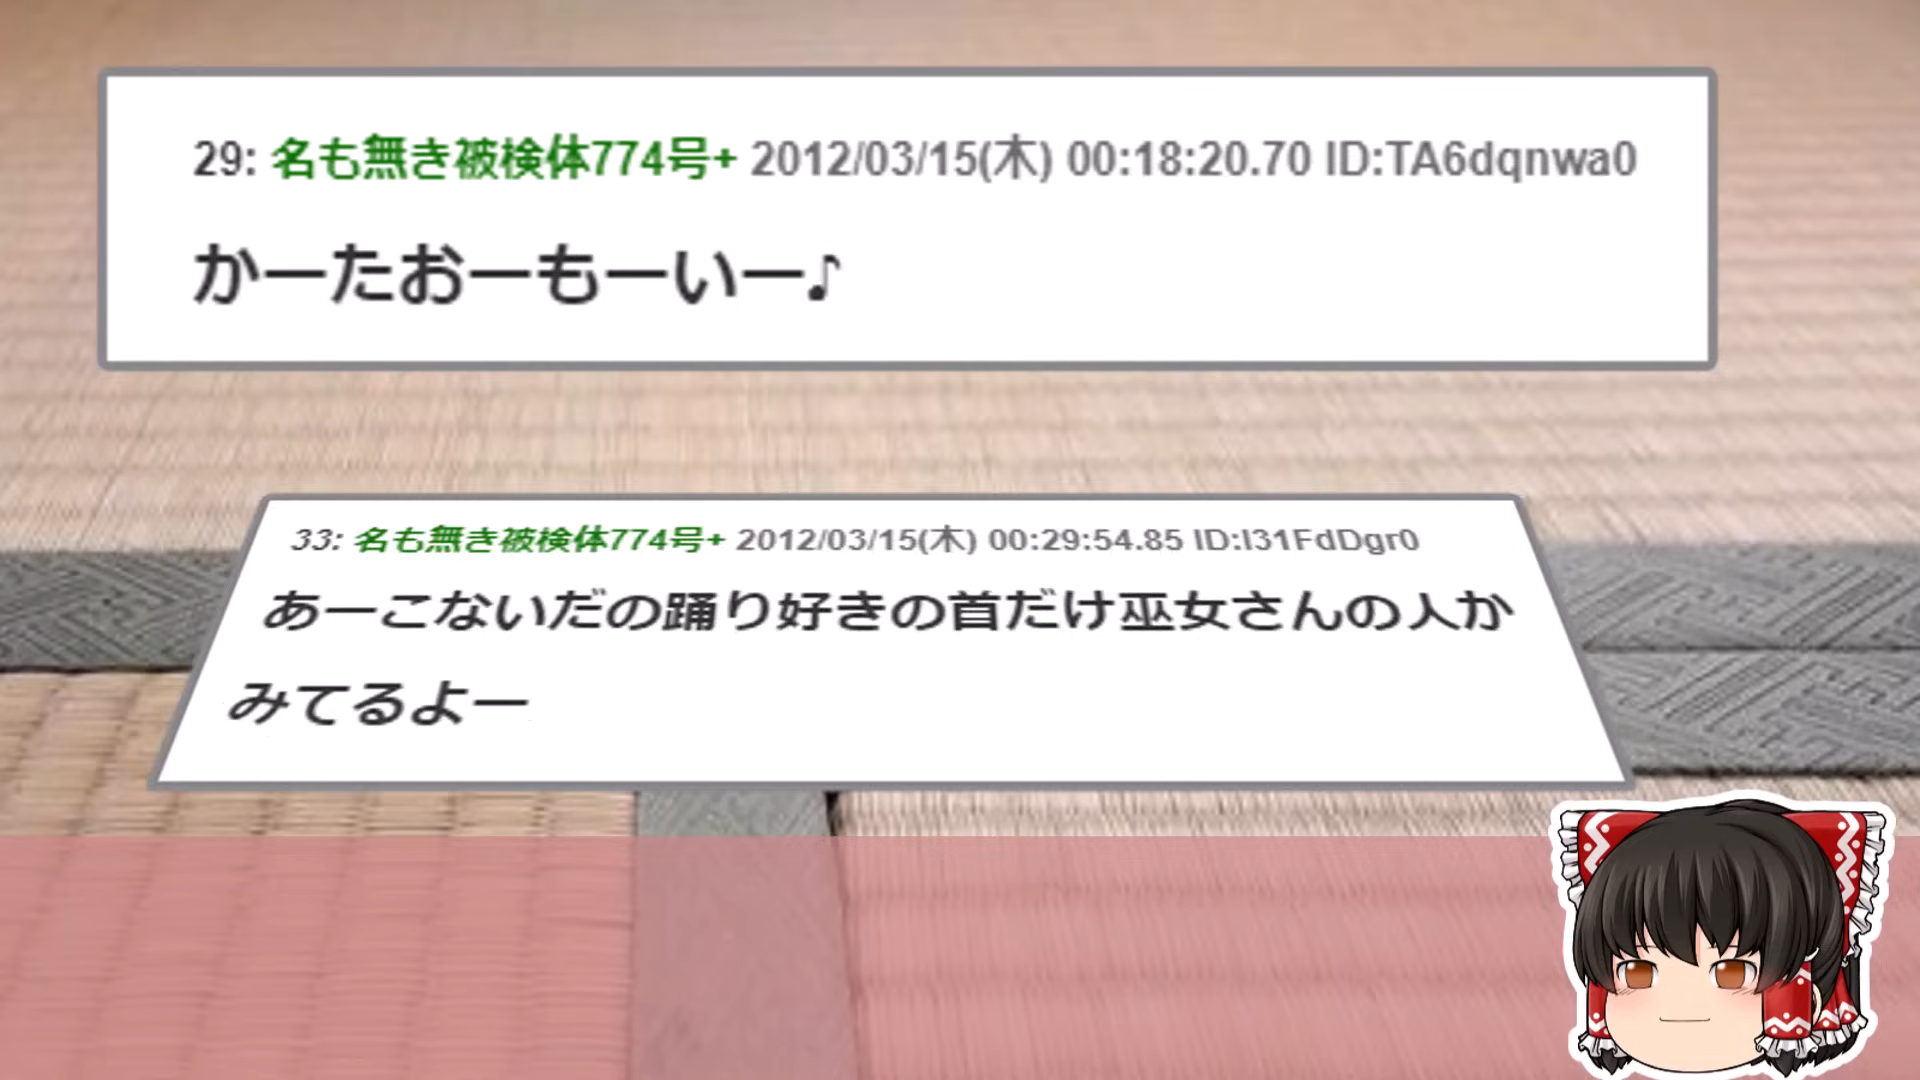 29: 名も無き被検体774号+ 2012/03/15(木) 00:18:20.70 ID:TA6dqnwa0
かーたおーもーいー♪
33: 名も無き被検体774号+ 2012/03/15(木) 00:29:54.85 ID:I31FdDgr0
あーこないだの踊り好きの首だけ巫女さんの人か
みてるよー